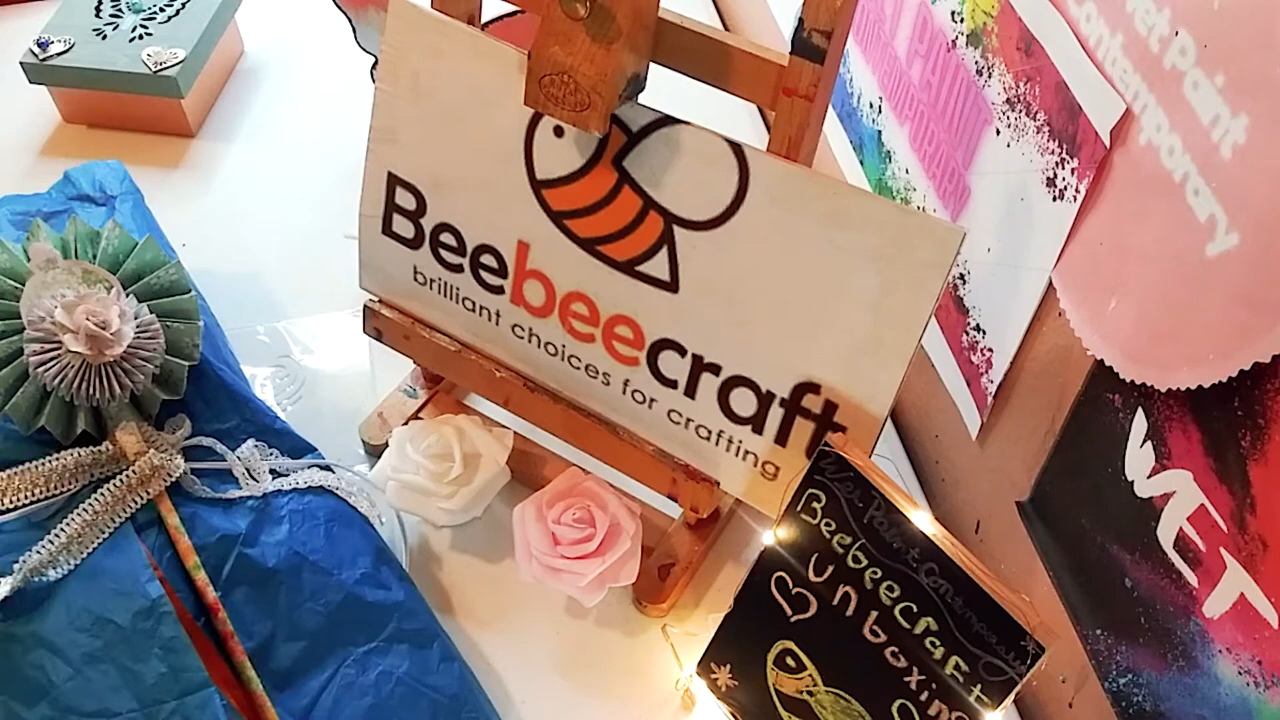 Beebeecraft
brilliant choices for crafting
Wet Paint Contemporary
Beebeecraft
unboxing
Wet Paint
Contemporary
WET